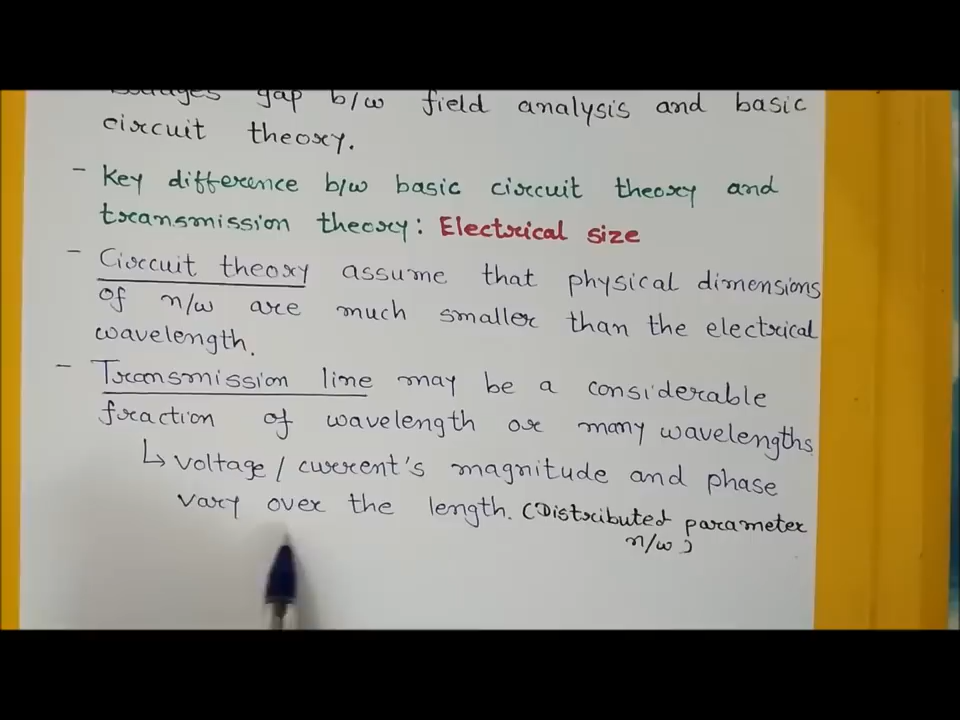 gap b/w field analysis and basic
circuit theory.
- Key difference b/w basic circuit theory and
transmission theory: Electrical size
- Circuit theory assume that physical dimensions
of n/w are much smaller than the electrical
wavelength.
- Transmission line may be a considerable
fraction of wavelength or many wavelengths
↳ voltage / current's magnitude and phase
vary over the length. (Distributed parameter
n/w)